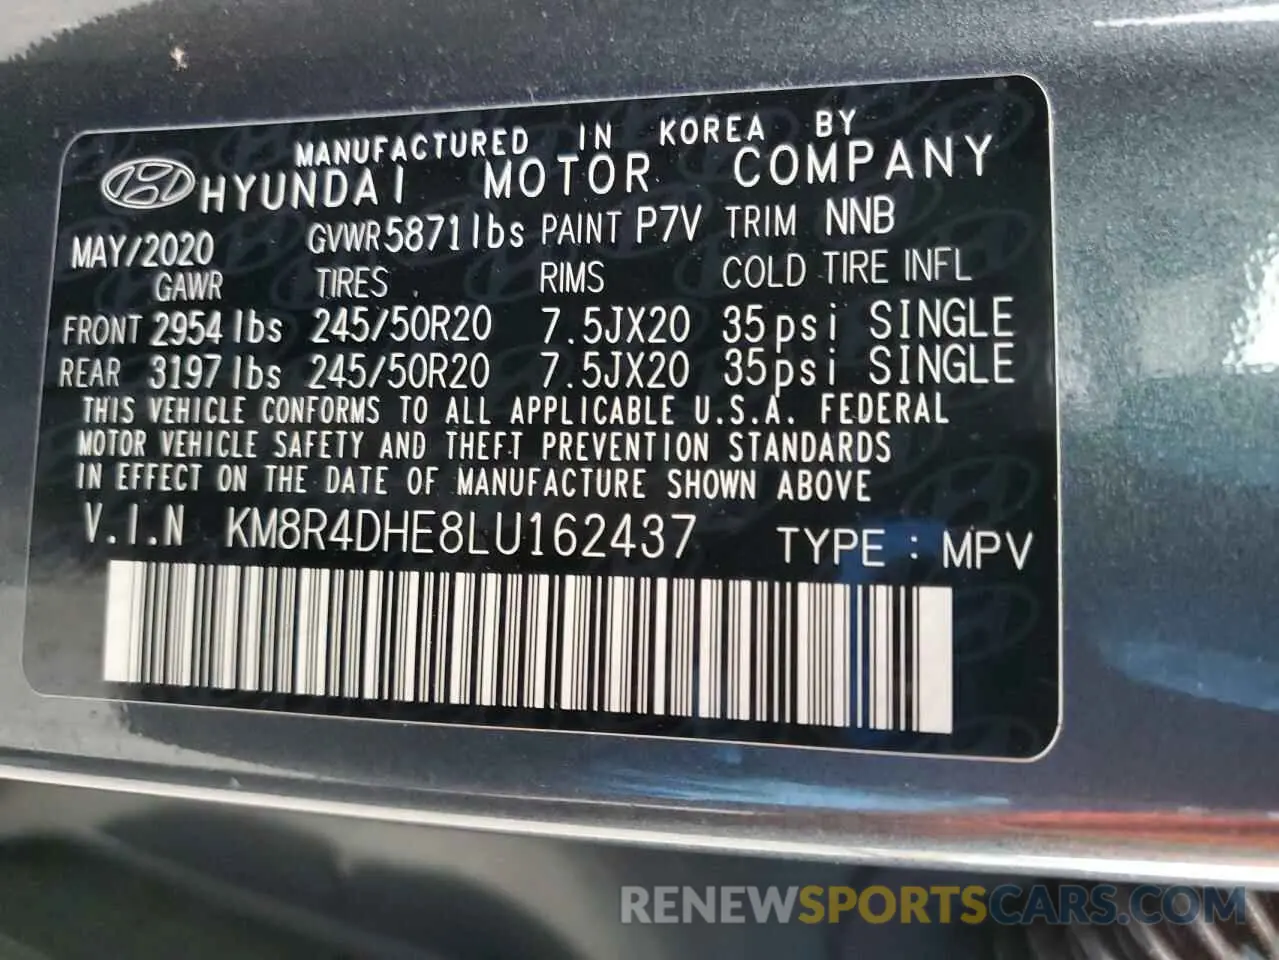 MANUFACTURED IN KOREA BY
HYUNDAI MOTOR COMPANY
MAY/2020 GVWR 5871lbs PAINT P7V TRIM NNB
GAWR TIRES RIMS COLD TIRE INFL
FRONT 2954 lbs 245/50R20 7.5JX20 35psi SINGLE
REAR 3197 lbs 245/50R20 7.5JX20 35psi SINGLE
THIS VEHICLE CONFORMS TO ALL APPLICABLE U.S.A. FEDERAL
MOTOR VEHICLE SAFETY AND THEFT PREVENTION STANDARDS
IN EFFECT ON THE DATE OF MANUFACTURE SHOWN ABOVE
V.I.N KM8R4DHE8LU162437 TYPE : MPV
RENEWSPORTSCARS.COM